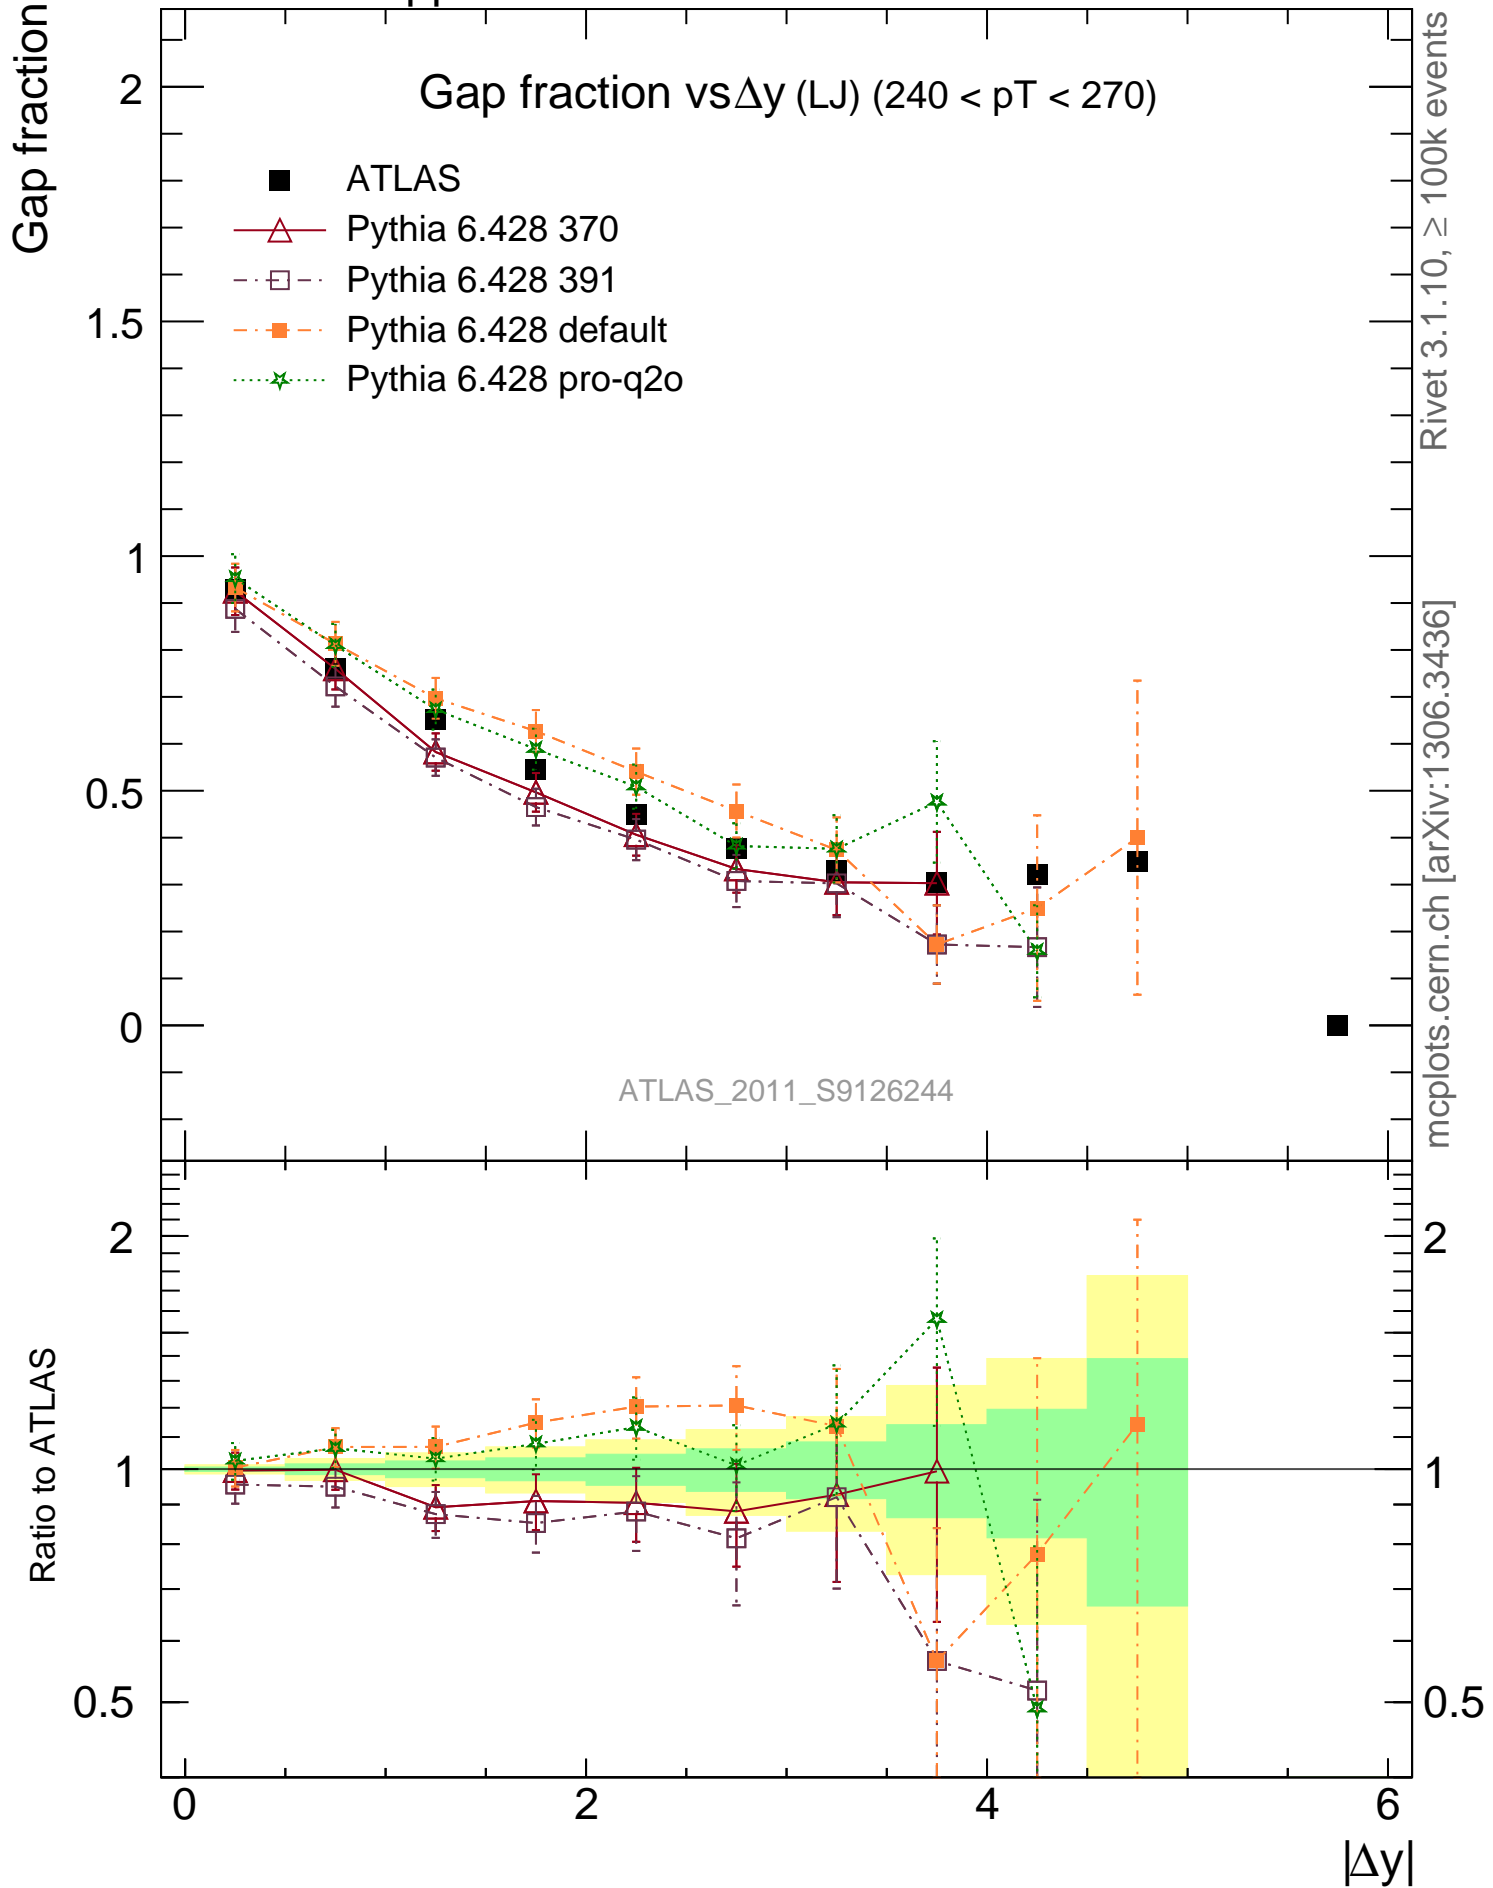 Gap fraction vsΔy (LJ) (240 < pT < 270)
Gap fraction
ATLAS
Pythia 6.428 370
Pythia 6.428 391
Pythia 6.428 default
Pythia 6.428 pro-q2o
2
1.5
1
0.5
0
ATLAS_2011_S9126244
Rivet 3.1.10, ≥ 100k events
mcplots.cern.ch [arXiv:1306.3436]
Ratio to ATLAS
2
1
0.5
2
1
0.5
0
2
4
6
|Δy|